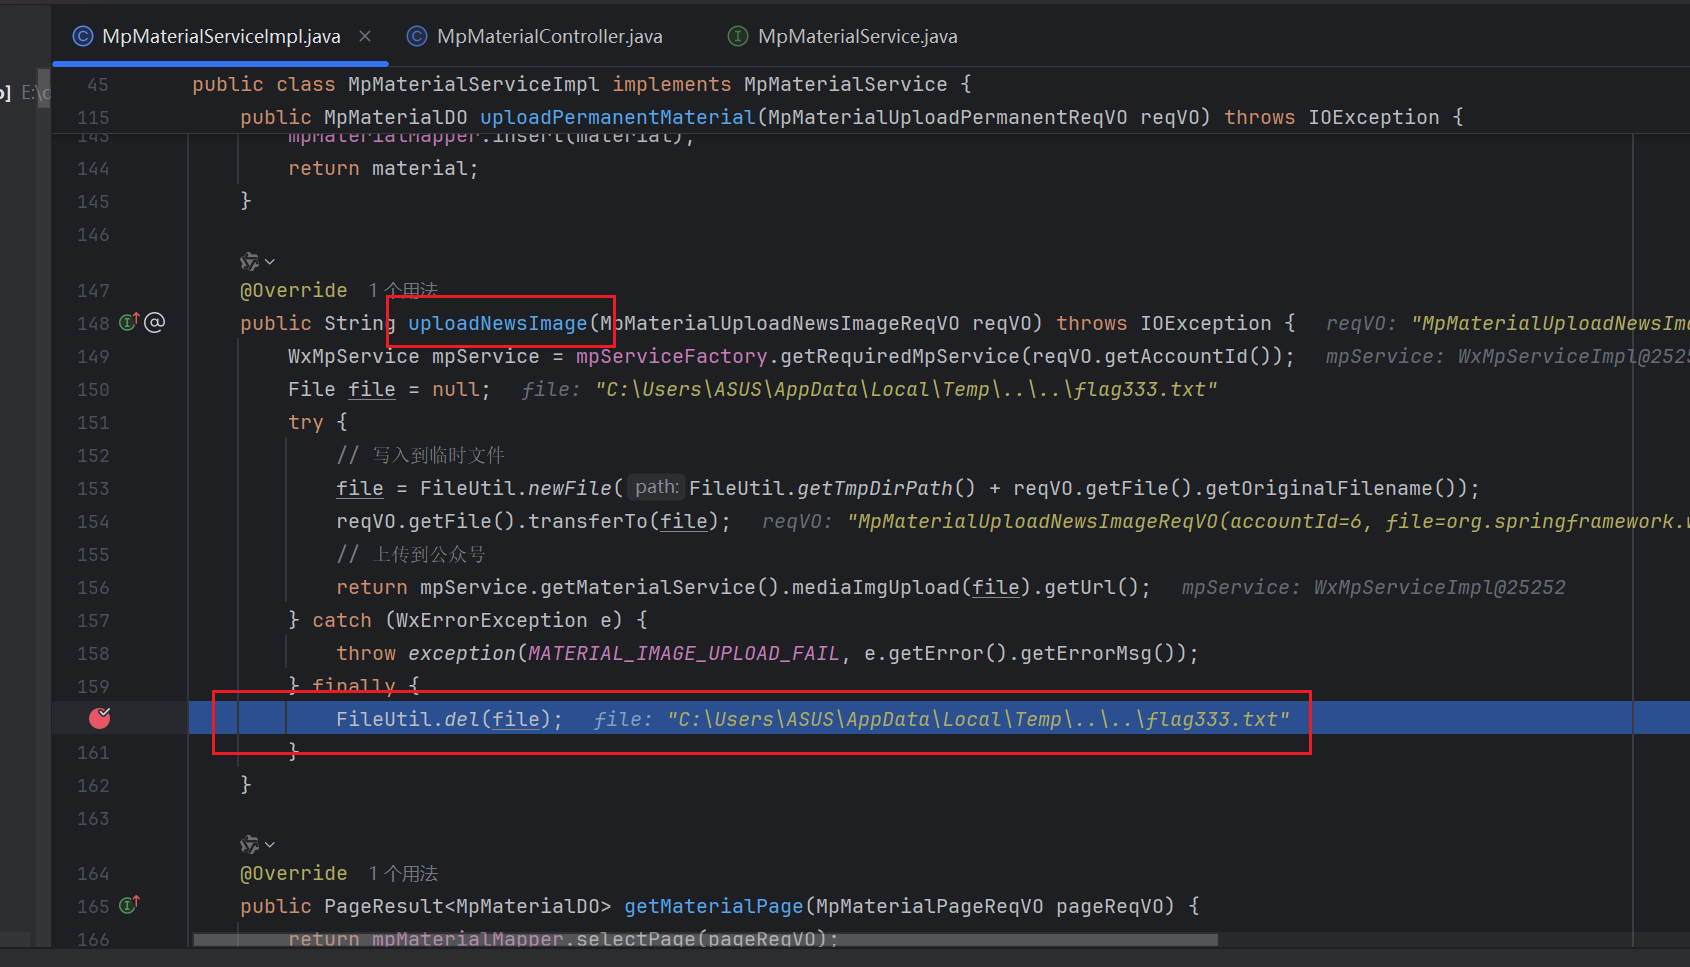 MpMaterialServiceImpl.java
MpMaterialController.java
MpMaterialService.java
E:\
45 public class MpMaterialServiceImpl implements MpMaterialService {
115 public MpMaterialDO uploadPermanentMaterial(MpMaterialUploadPermanentReqVO reqVO) throws IOException {
143 mpMaterialMapper.insert(material);
144 return material;
145 }
146
147 @Override 1 个用法
148 public String uploadNewsImage(MpMaterialUploadNewsImageReqVO reqVO) throws IOException { reqVO: "MpMaterialUploadNewsIma
149 WxMpService mpService = mpServiceFactory.getRequiredMpService(reqVO.getAccountId()); mpService: WxMpServiceImpl@2525
150 File file = null; file: "C:\Users\ASUS\AppData\Local\Temp\..\..\flag333.txt"
151 try {
152 // 写入到临时文件
153 file = FileUtil.newFile( path: FileUtil.getTmpDirPath() + reqVO.getFile().getOriginalFilename());
154 reqVO.getFile().transferTo(file); reqVO: "MpMaterialUploadNewsImageReqVO(accountId=6, file=org.springframework.w
155 // 上传到公众号
156 return mpService.getMaterialService().mediaImgUpload(file).getUrl(); mpService: WxMpServiceImpl@25252
157 } catch (WxErrorException e) {
158 throw exception(MATERIAL_IMAGE_UPLOAD_FAIL, e.getError().getErrorMsg());
159 } finally {
FileUtil.del(file); file: "C:\Users\ASUS\AppData\Local\Temp\..\..\flag333.txt"
161 }
162 }
163
164 @Override 1 个用法
165 public PageResult<MpMaterialDO> getMaterialPage(MpMaterialPageReqVO pageReqVO) {
166 return mpMaterialMapper.selectPage(pageReqVO);